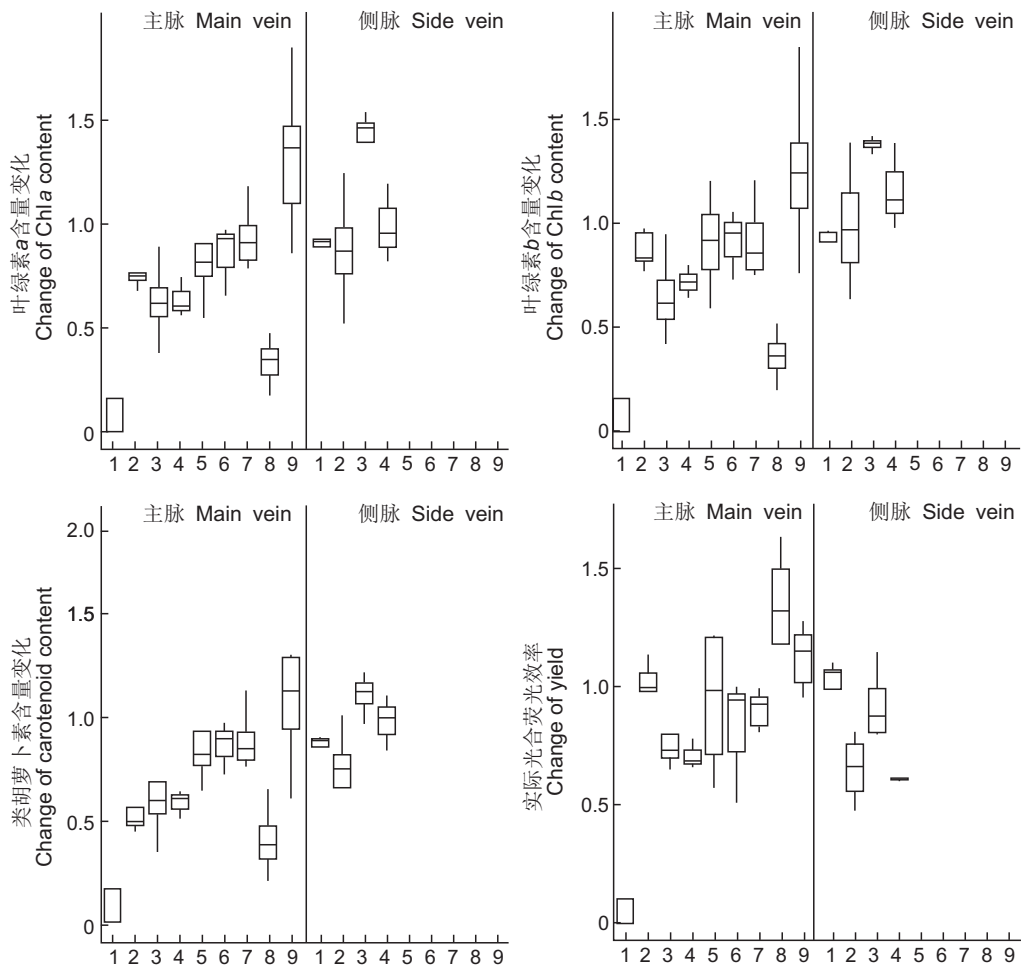 主脉 Main vein
侧脉 Side vein
叶绿素a含量变化
Change of Chl a content
1.5
1.0
0.5
0
1 2 3 4 5 6 7 8 9 1 2 3 4 5 6 7 8 9
主脉 Main vein
侧脉 Side vein
叶绿素b含量变化
Change of Chl b content
1.5
1.0
0.5
0
1 2 3 4 5 6 7 8 9 1 2 3 4 5 6 7 8 9
主脉 Main vein
侧脉 Side vein
类胡萝卜素含量变化
Change of carotenoid content
2.0
1.5
1.0
0.5
0
1 2 3 4 5 6 7 8 9 1 2 3 4 5 6 7 8 9
主脉 Main vein
侧脉 Side vein
实际光合荧光效率
Change of yield
1.5
1.0
0.5
0
1 2 3 4 5 6 7 8 9 1 2 3 4 5 6 7 8 9